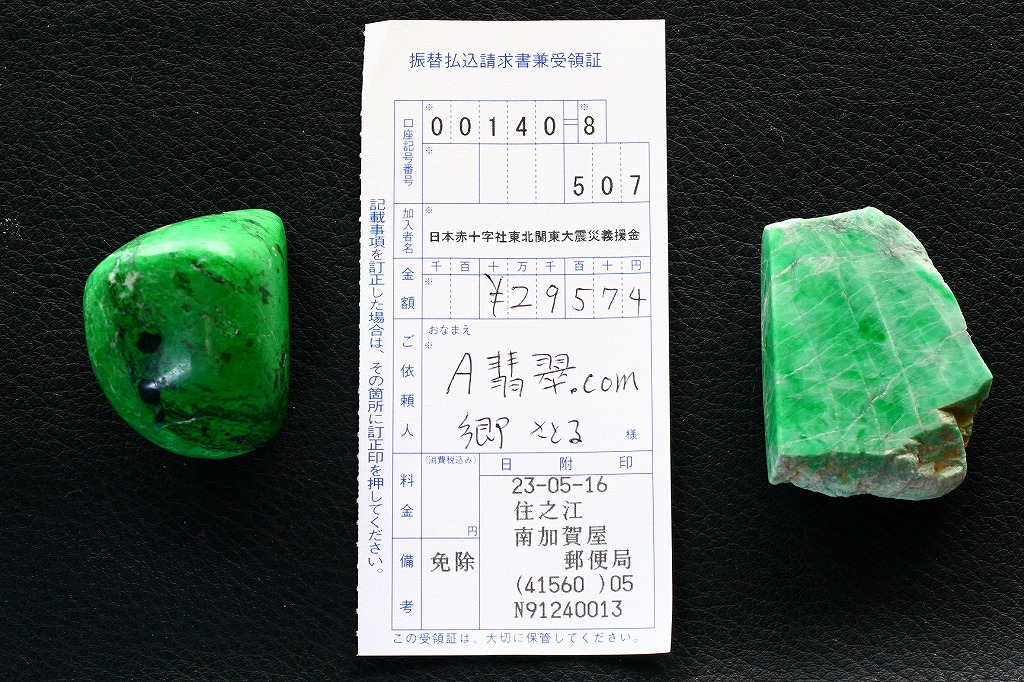 振替払込請求書兼受領証
口座記号番号
※ ※
00140-8
※
507
加入者名
※
日本赤十字社東北関東大震災義援金
金額
千百十万千百十円
※
¥29574
ご依頼人
おなまえ
※
A翡翠.com
郷さとる 様
料金
(消費税込み)
円
日附印
23-05-16
住之江
南加賀屋
郵便局
(41560 )05
N91240013
備考
免除
記載事項を訂正した場合は、その箇所に訂正印を押してください。
この受領証は、大切に保管してください。